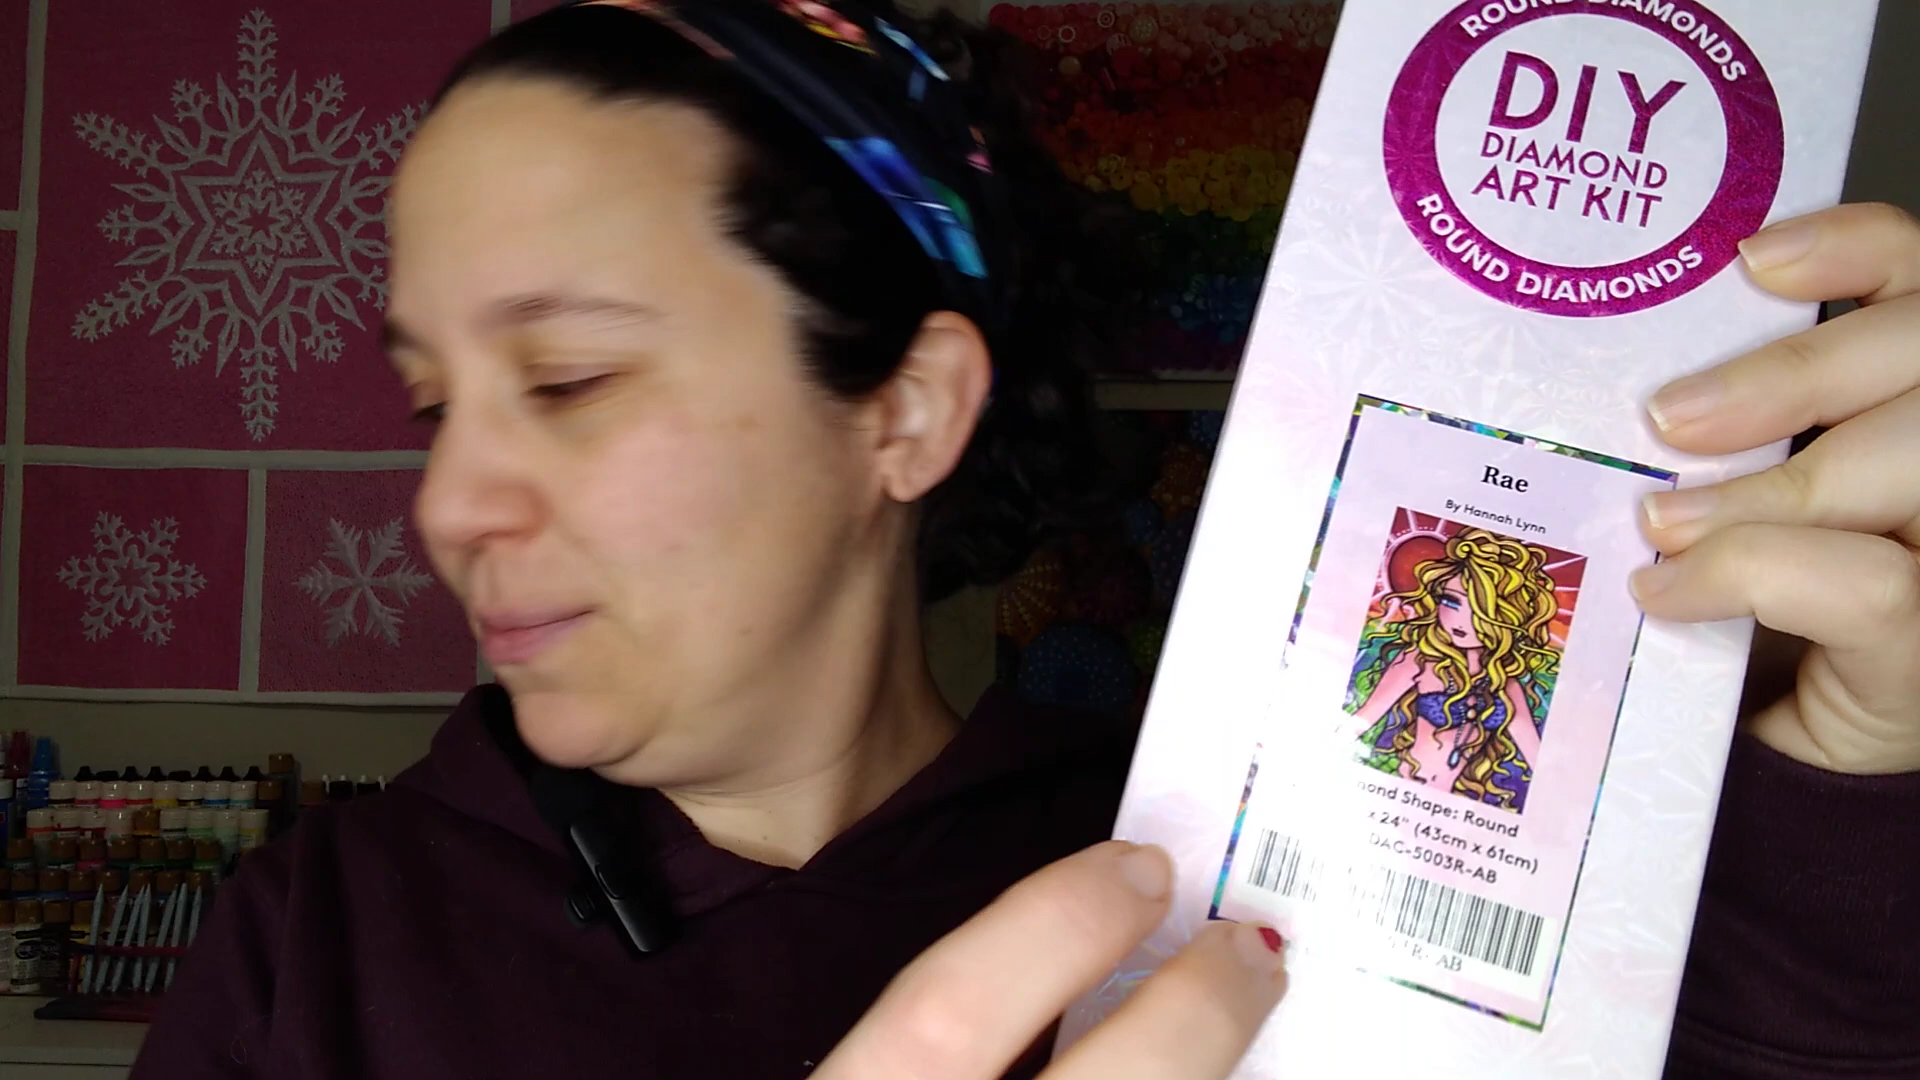 ROUND DIAMONDS
DIY
DIAMOND
ART KIT
ROUND DIAMONDS
Rae
By Hannah Lynn
Shape: Round
x 24" (43cm x 61cm)
DAC-5003R-AB
AB